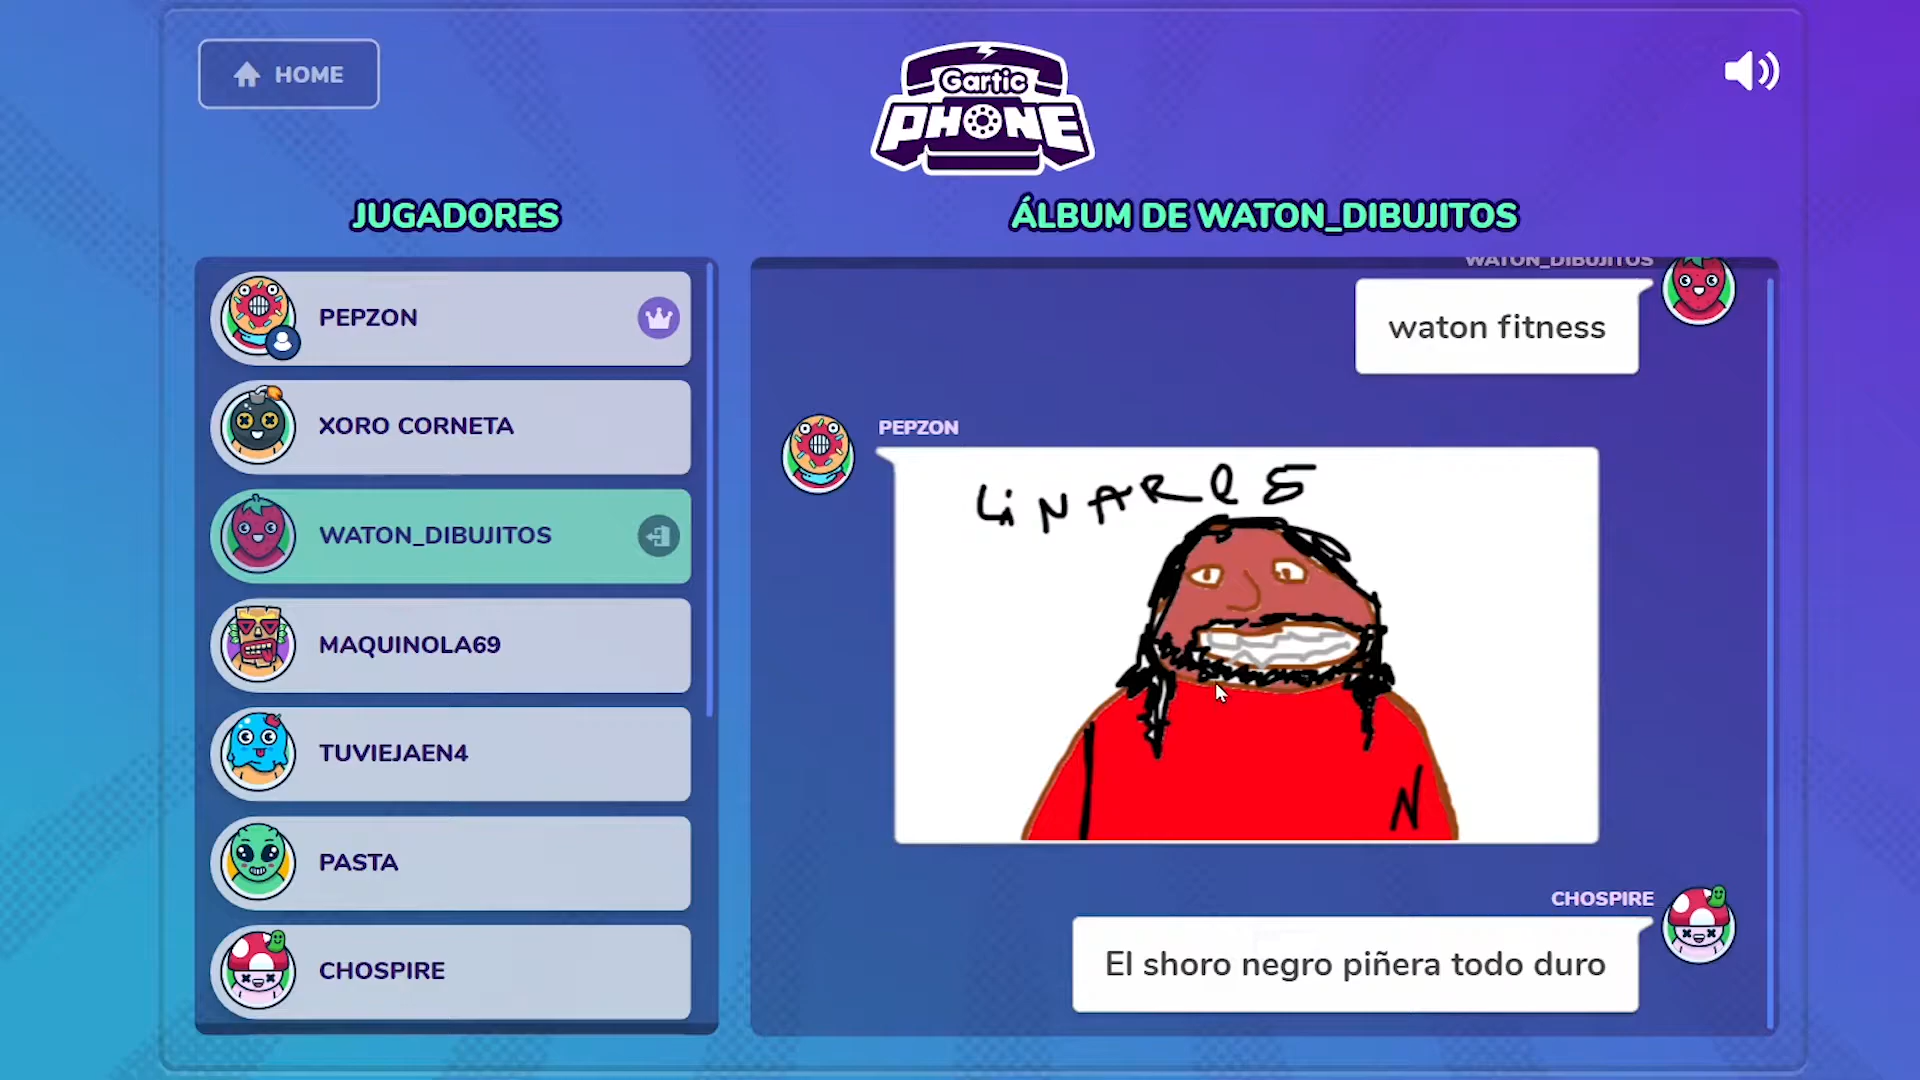 HOME
Gartic
PHONE
JUGADORES
ÁLBUM DE WATON_DIBUJITOS
PEPZON
XORO CORNETA
WATON_DIBUJITOS
MAQUINOLA69
TUVIEJAEN4
PASTA
CHOSPIRE
WATON_DIBUJITOS
waton fitness
PEPZON
LiNARES
N
CHOSPIRE
El shoro negro piñera todo duro